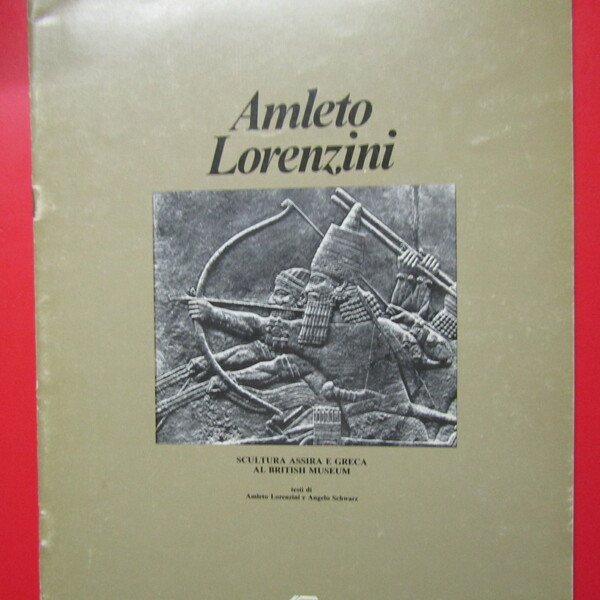 Amleto
Lorenzini
SCULTURA ASSIRA E GRECA
AL BRITISH MUSEUM
testi di
Amleto Lorenzini e Angelo Schwarz